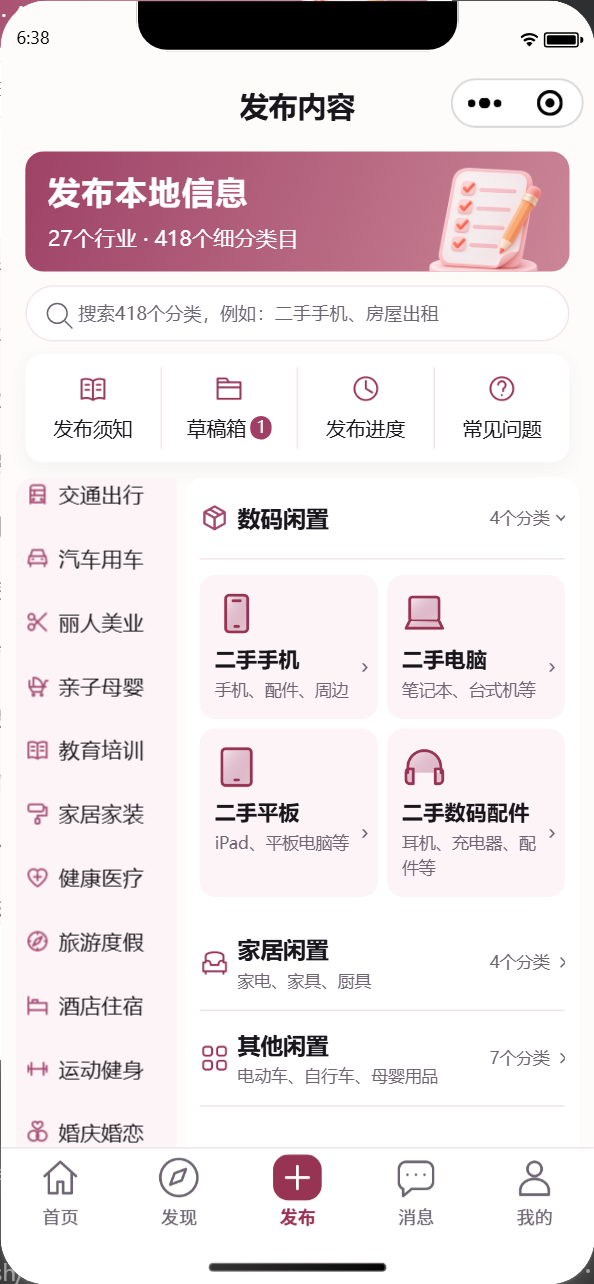 6:38
发布内容
发布本地信息
27个行业 · 418个细分类目
搜索418个分类，例如：二手手机、房屋出租
发布须知
草稿箱 1
发布进度
常见问题
交通出行
汽车用车
丽人美业
亲子母婴
教育培训
家居家装
健康医疗
旅游度假
酒店住宿
运动健身
婚庆婚恋
数码闲置
4个分类
二手手机
手机、配件、周边
二手电脑
笔记本、台式机等
二手平板
iPad、平板电脑等
二手数码配件
耳机、充电器、配
件等
家居闲置
家电、家具、厨具
4个分类
其他闲置
电动车、自行车、母婴用品
7个分类
首页
发现
发布
消息
我的